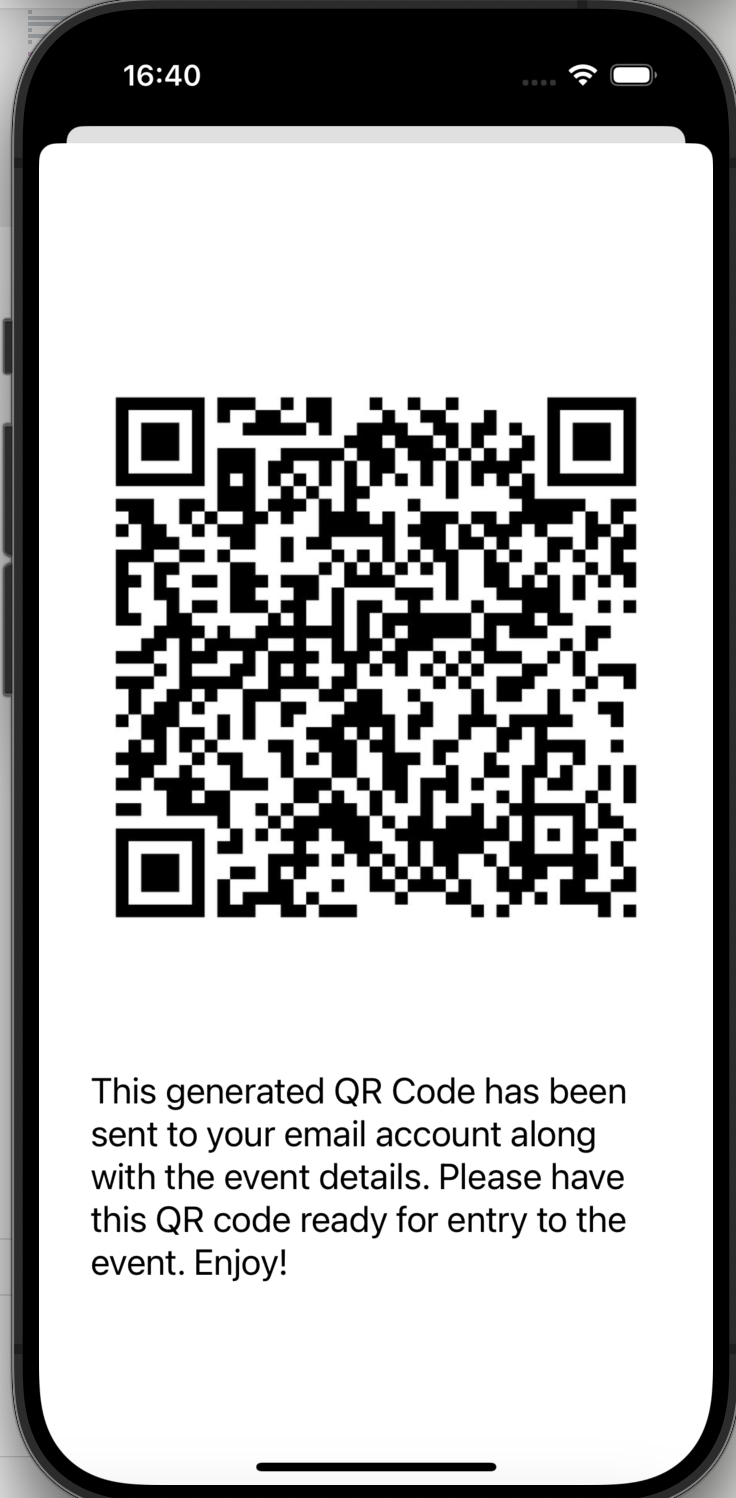 16:40
This generated QR Code has been
sent to your email account along
with the event details. Please have
this QR code ready for entry to the
event. Enjoy!